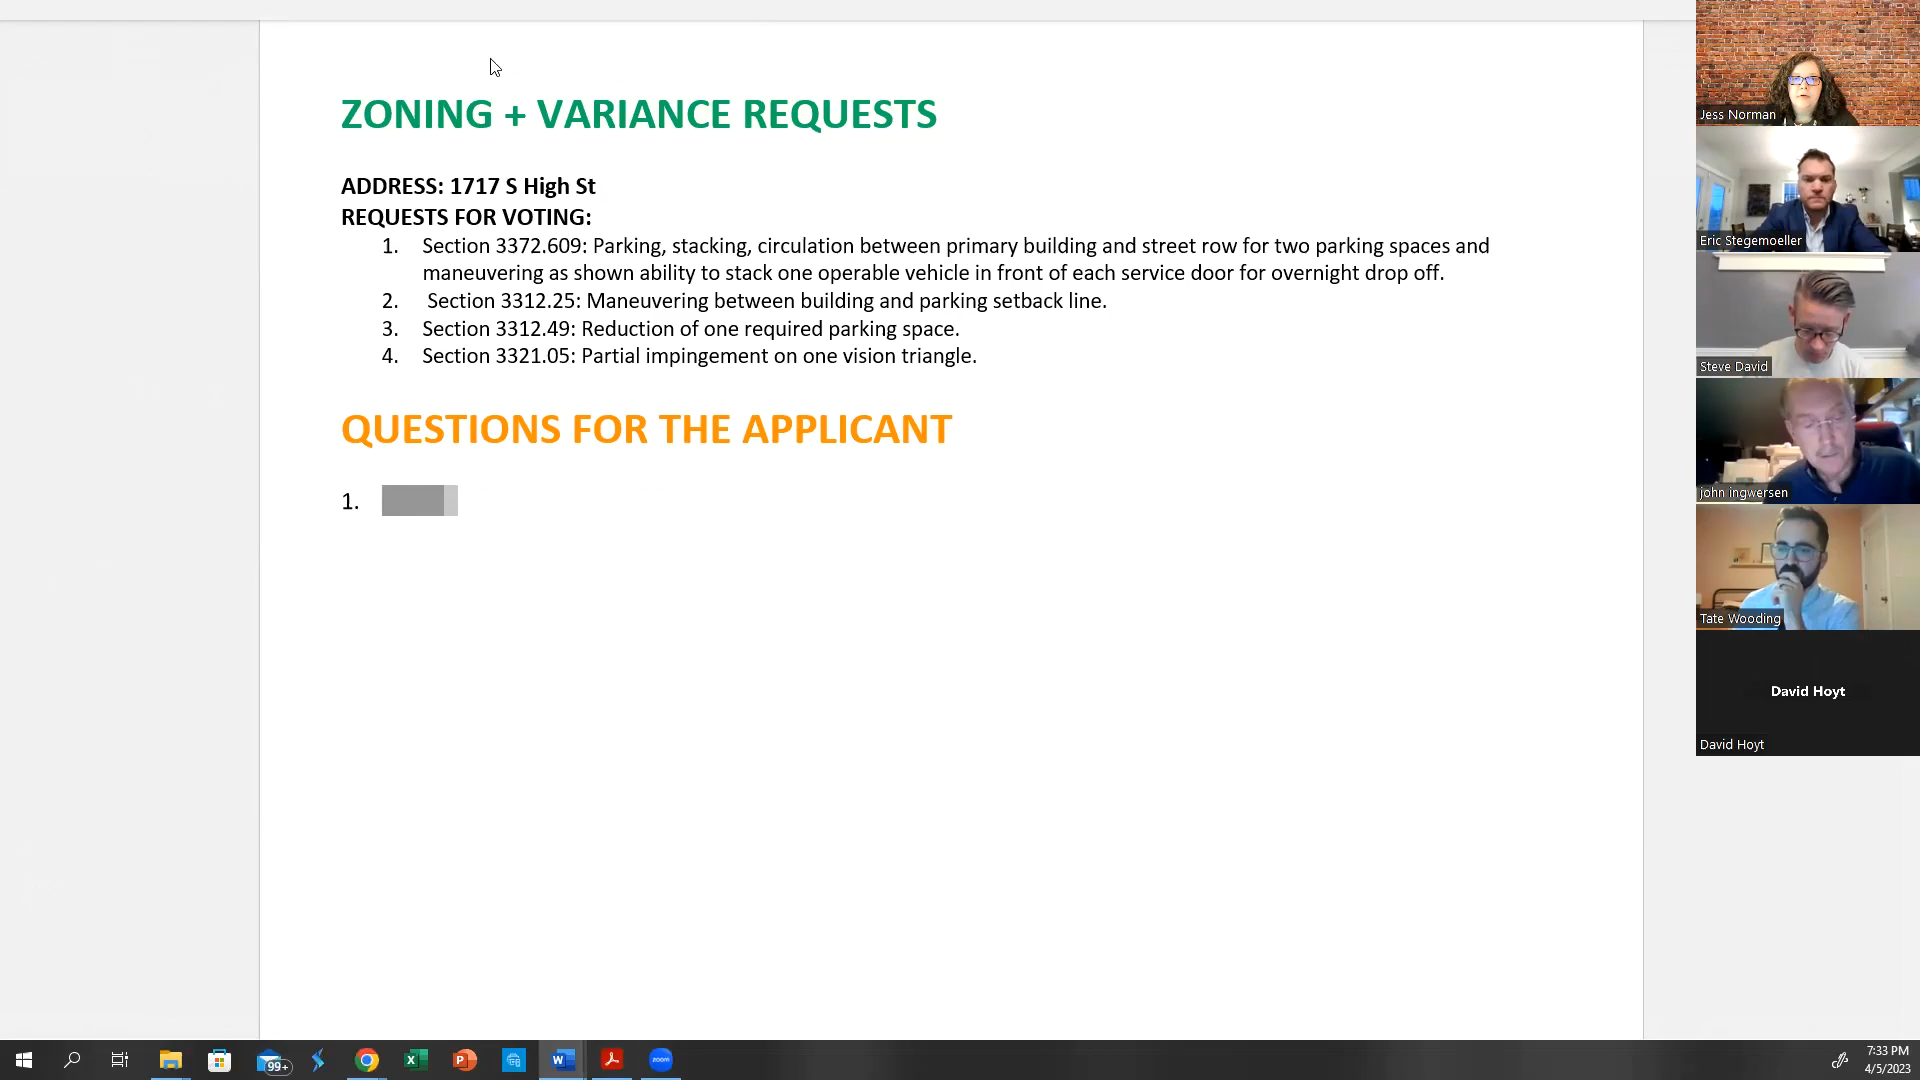 ZONING + VARIANCE REQUESTS
ADDRESS: 1717 S High St
REQUESTS FOR VOTING:
1. Section 3372.609: Parking, stacking, circulation between primary building and street row for two parking spaces and
maneuvering as shown ability to stack one operable vehicle in front of each service door for overnight drop off.
2. Section 3312.25: Maneuvering between building and parking setback line.
3. Section 3312.49: Reduction of one required parking space.
4. Section 3321.05: Partial impingement on one vision triangle.
QUESTIONS FOR THE APPLICANT
1.
Jess Norman
Eric Stegemoeller
Steve David
john ingwersen
Tate Wooding
David Hoyt
David Hoyt
99+
zoom
7:33 PM
4/5/2023